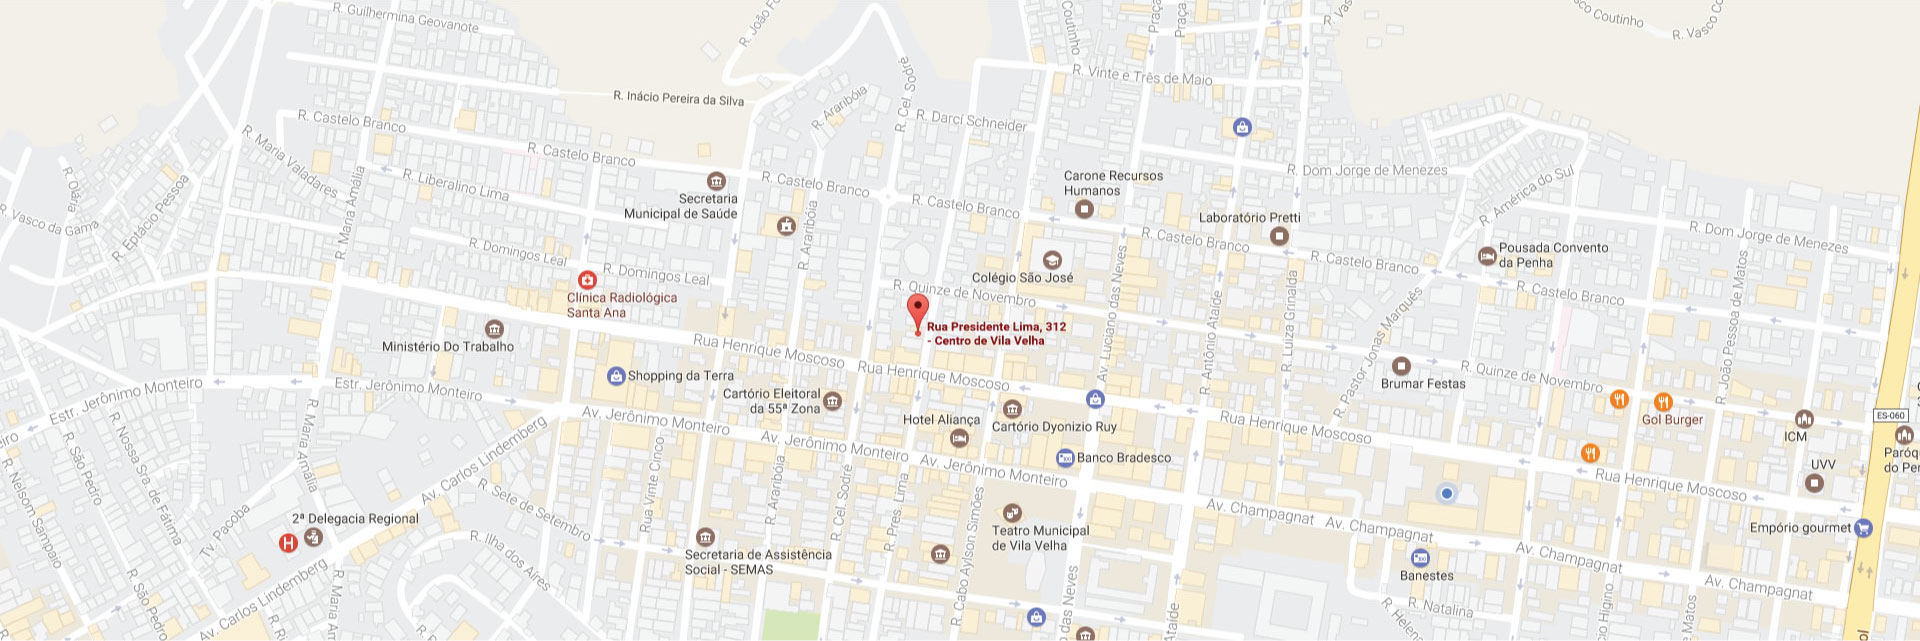 R. Guilhermina Geovanote
R. João F
Coutinho
Praça
Praça
R. Va
sco Coutinho
R. Vasco Co
R. Inácio Pereira da Silva
R. Vinte e Três de Maio
R. Araribóia
R. Cel. Sodré
R. Darcí Schneider
R. Castelo Branco
R. Maria Valadares
R. Castelo Branco
R. Castelo Branco
R. Castelo Branco
R. Castelo Branco
R. Castelo Branco
R. Castelo Branco
R. Dom Jorge de Menezes
R. América do Sul
R. Dom Jorge de Menezes
R. Vasco da Gama
R. Epitácio Pessoa
R. Maria Amália
R. Liberalino Lima
Secretaria
Municipal de Saúde
R. Araribóia
Carone Recursos
Humanos
Laboratório Pretti
Pousada Convento
da Penha
R. Domingos Leal
R. Domingos Leal
Clínica Radiológica
Santa Ana
Colégio São José
R. Quinze de Novembro
Rua Presidente Lima, 312
- Centro de Vila Velha
Av. Luciano das Neves
R. Antônio Ataíde
R. Luiza Grinalda
R. Pastor Jonas Marquês
R. João Pessoa de Matos
Ministério Do Trabalho
Rua Henrique Moscoso
Rua Henrique Moscoso
Rua Henrique Moscoso
Rua Henrique Moscoso
Shopping da Terra
Cartório Eleitoral
da 55ª Zona
Brumar Festas
R. Quinze de Novembro
Gol Burger
ICM
ES-060
Paróq
do Per
UVV
Estr. Jerônimo Monteiro
Estr. Jerônimo Monteiro
eiro
Av. Jerônimo Monteiro
Av. Jerônimo Monteiro
Av. Jerônimo Monteiro
Hotel Aliança
Cartório Dyonizio Ruy
Banco Bradesco
R. Nelsom Samparo
R. São Pedro
R. Nossa Sra. de Fátima
R. Maria Amália
Av. Carlos Lindemberg
Tv. Pacoba
2ª Delegacia Regional
R. Sete de Setembro
R. Ilha dos Aires
Rua Vinte Cinco
R. Araribóia
R. Cel Sodré
R. Pres. Lima
R. Cabo Aylson Simões
Teatro Municipal
de Vila Velha
Secretaria de Assistência
Social - SEMAS
Av. Champagnat
Av. Champagnat
Av. Champagnat
Av. Champagnat
Empório gourmet
Banestes
R. Natalina
R. Helena
cio Higino
Matos
R. São Pedro
Av. Carlos Lindemberg
R. Maria Am
o das Neves
Ataíde